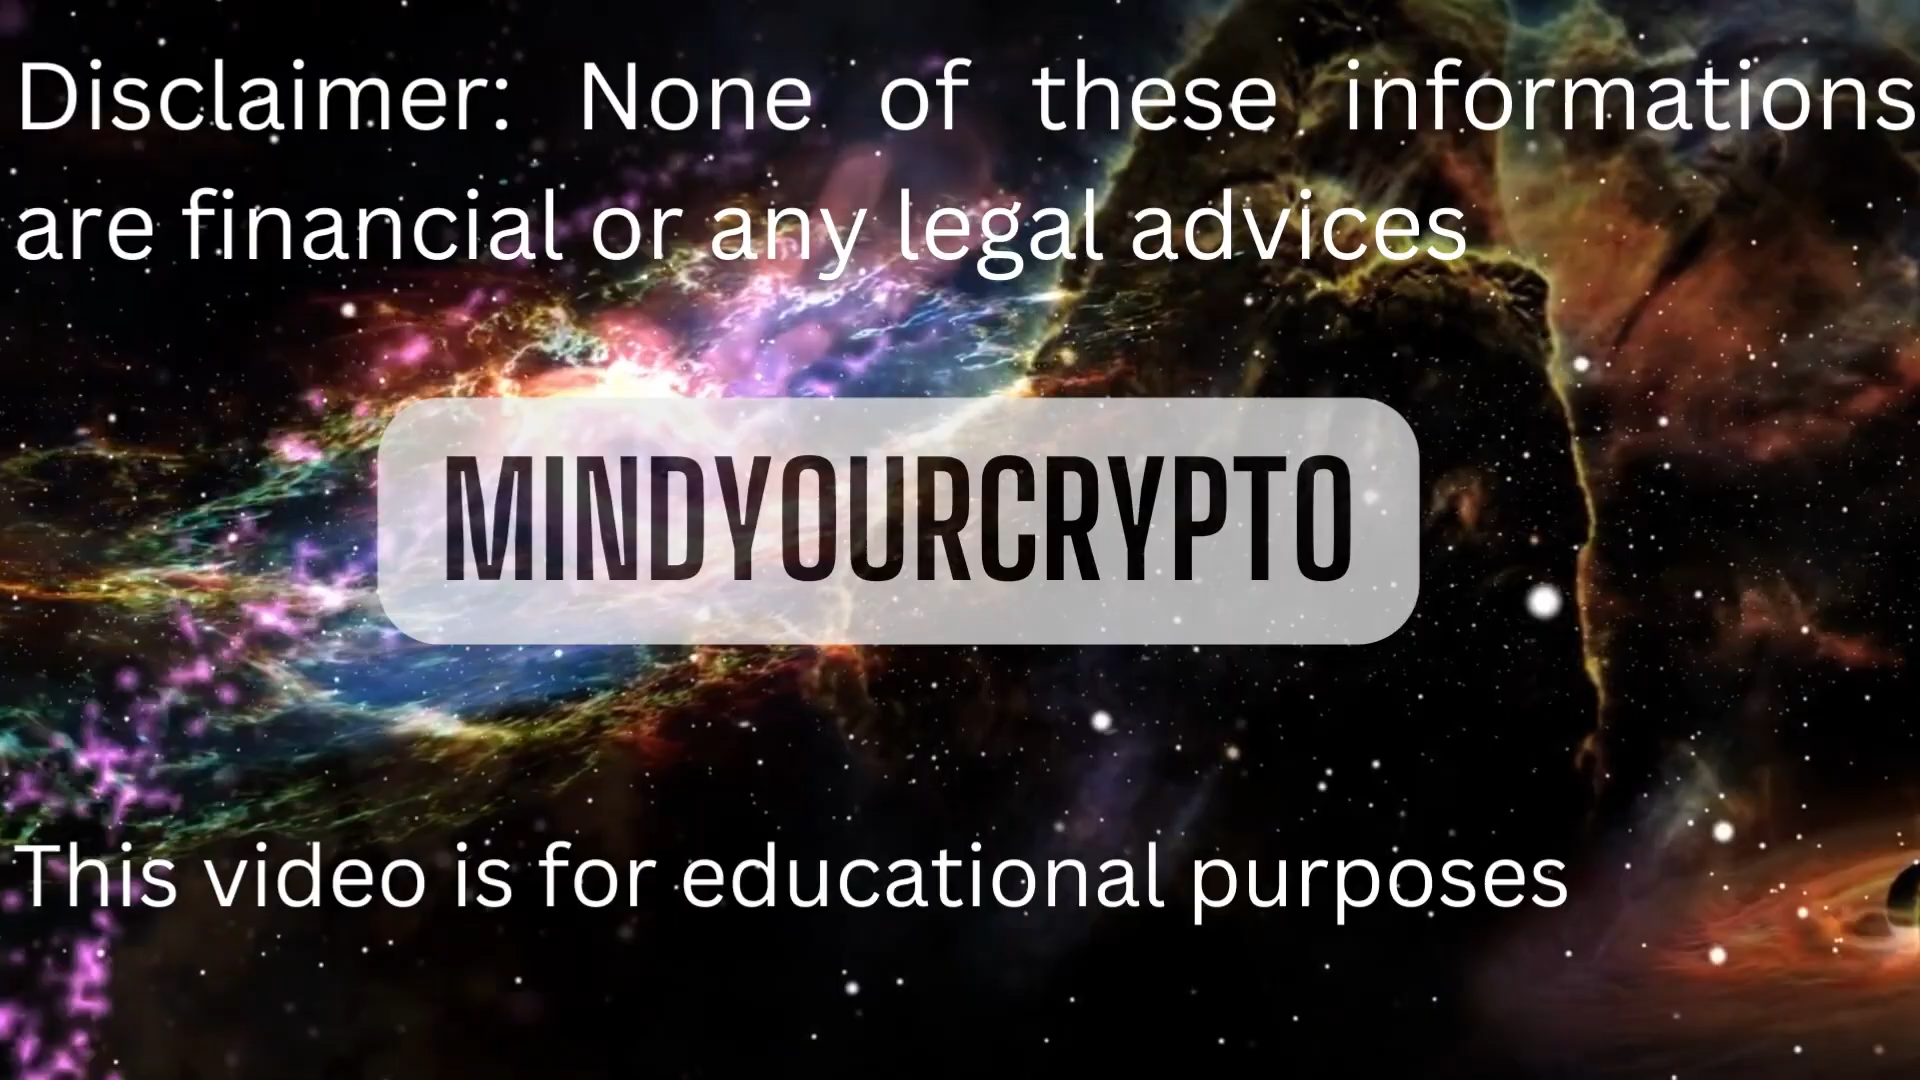 Disclaimer: None of these informations
are financial or any legal advices
MINDYOURCRYPTO
This video is for educational purposes